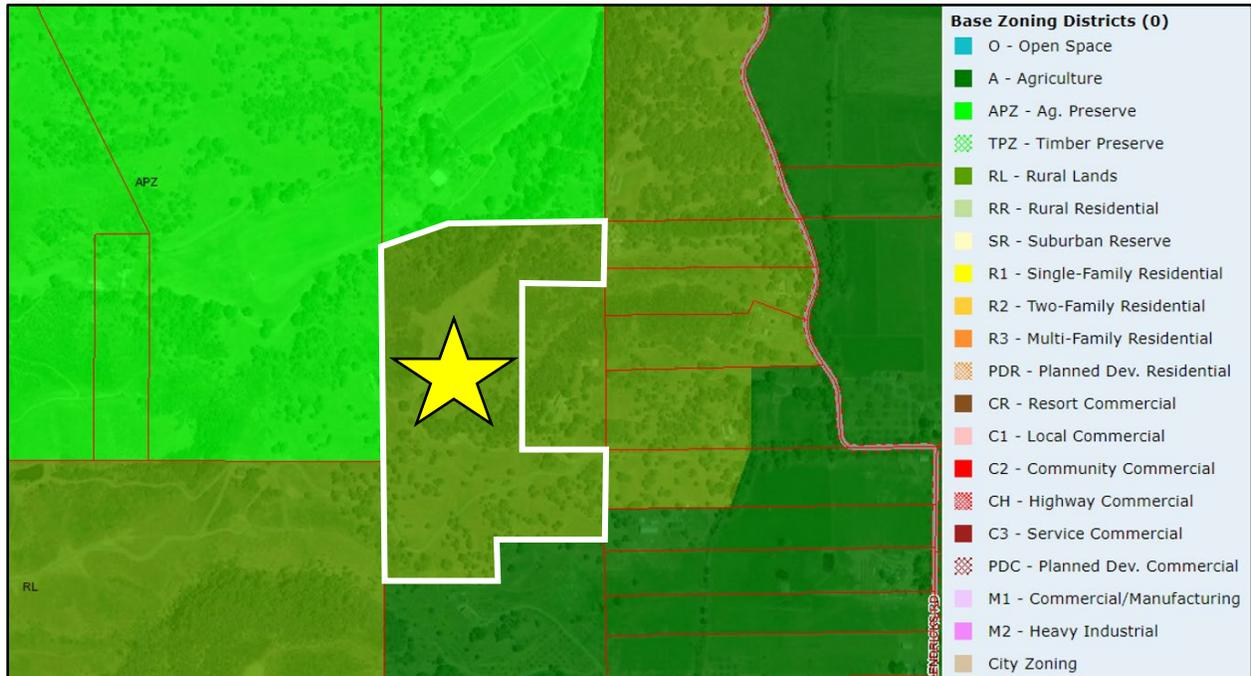 APZ
RL
ENDRICKS RD
Base Zoning Districts (0)
O - Open Space
A - Agriculture
APZ - Ag. Preserve
TPZ - Timber Preserve
RL - Rural Lands
RR - Rural Residential
SR - Suburban Reserve
R1 - Single-Family Residential
R2 - Two-Family Residential
R3 - Multi-Family Residential
PDR - Planned Dev. Residential
CR - Resort Commercial
C1 - Local Commercial
C2 - Community Commercial
CH - Highway Commercial
C3 - Service Commercial
PDC - Planned Dev. Commercial
M1 - Commercial/Manufacturing
M2 - Heavy Industrial
City Zoning